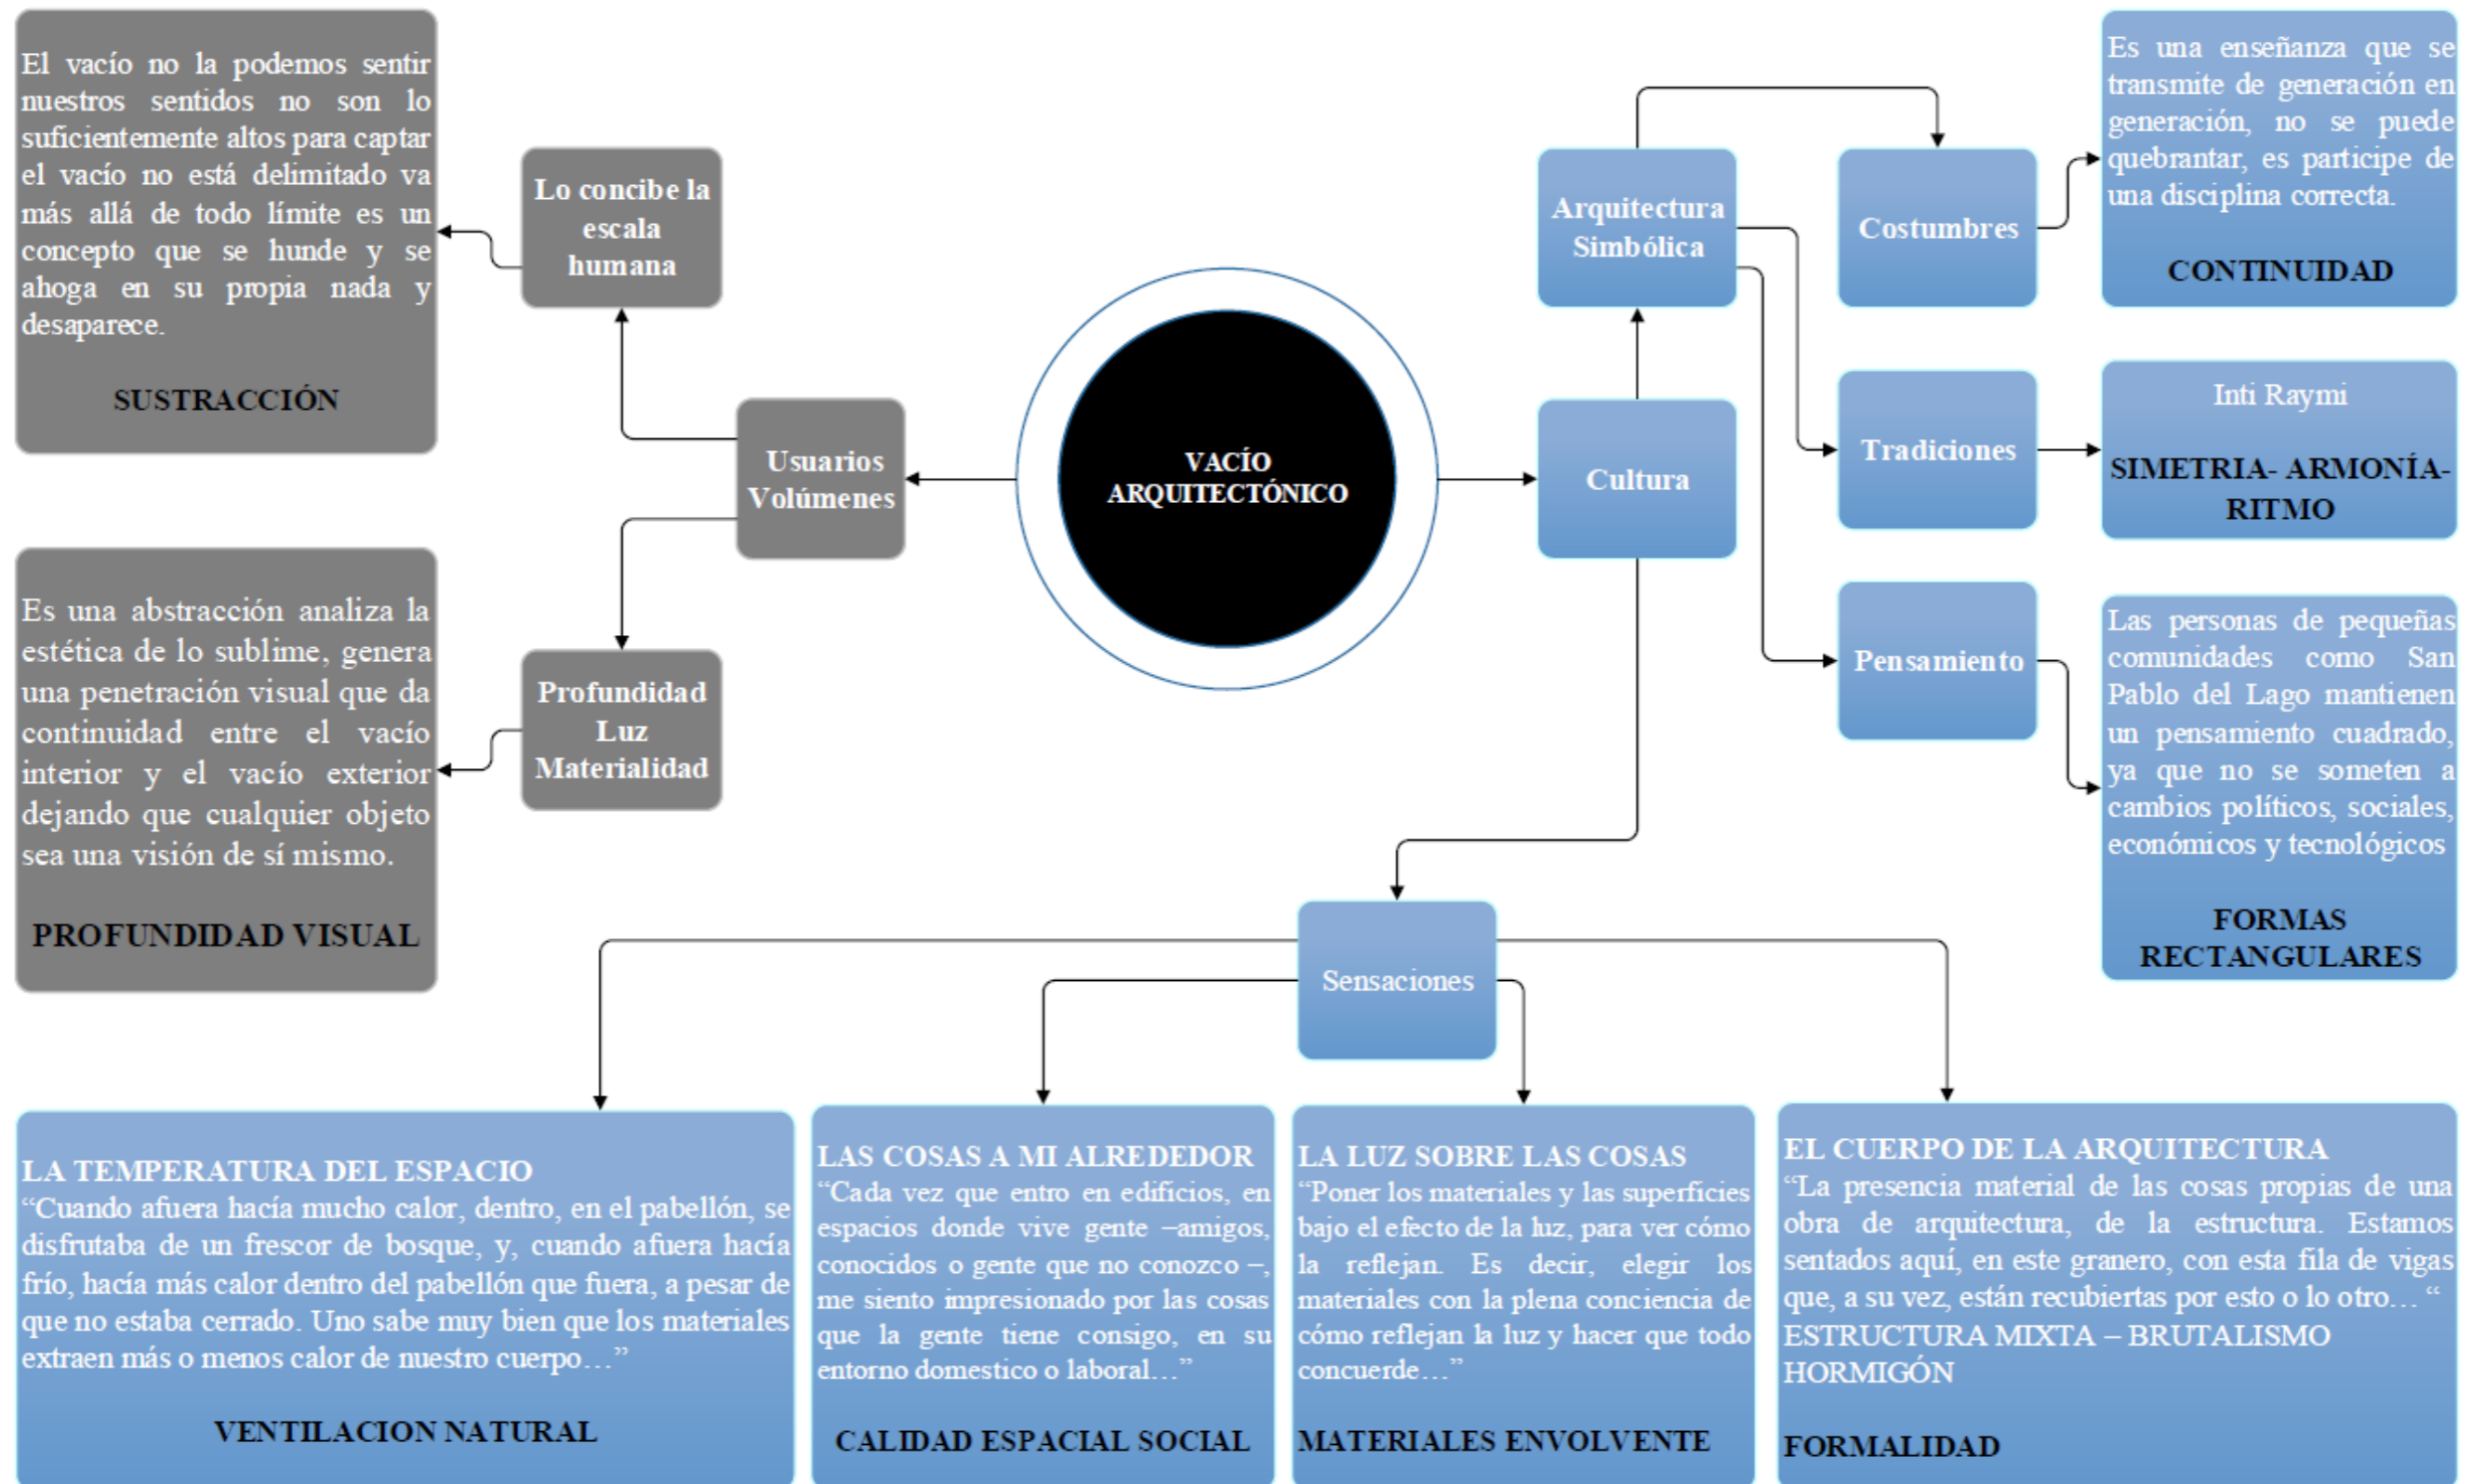 El vacío no la podemos sentir
nuestros sentidos no son lo
suficientemente altos para captar
el vacío no está delimitado va
más allá de todo límite es un
concepto que se hunde y se
ahoga en su propia nada y
desaparece.
SUSTRACCIÓN
Lo concibe la
escala
humana
Usuarios
Volúmenes
Es una abstracción analiza la
estética de lo sublime, genera
una penetración visual que da
continuidad entre el vacío
interior y el vacío exterior
dejando que cualquier objeto
sea una visión de sí mismo.
PROFUNDIDAD VISUAL
Profundidad
Luz
Materialidad
VACÍO
ARQUITECTÓNICO
Cultura
Arquitectura
Simbólica
Costumbres
Es una enseñanza que se
transmite de generación en
generación, no se puede
quebrantar, es participe de
una disciplina correcta.
CONTINUIDAD
Tradiciones
Inti Raymi
SIMETRIA- ARMONÍA-
RITMO
Pensamiento
Las personas de pequeñas
comunidades como San
Pablo del Lago mantienen
un pensamiento cuadrado,
ya que no se someten a
cambios políticos, sociales,
económicos y tecnológicos
FORMAS
RECTANGULARES
Sensaciones
LA TEMPERATURA DEL ESPACIO
“Cuando afuera hacía mucho calor, dentro, en el pabellón, se
disfrutaba de un frescor de bosque, y, cuando afuera hacía
frío, hacía más calor dentro del pabellón que fuera, a pesar de
que no estaba cerrado. Uno sabe muy bien que los materiales
extraen más o menos calor de nuestro cuerpo…”
VENTILACION NATURAL
LAS COSAS A MI ALREDEDOR
“Cada vez que entro en edificios, en
espacios donde vive gente –amigos,
conocidos o gente que no conozco –,
me siento impresionado por las cosas
que la gente tiene consigo, en su
entorno domestico o laboral…”
CALIDAD ESPACIAL SOCIAL
LA LUZ SOBRE LAS COSAS
“Poner los materiales y las superficies
bajo el efecto de la luz, para ver cómo
la reflejan. Es decir, elegir los
materiales con la plena conciencia de
cómo reflejan la luz y hacer que todo
concuerde…”
MATERIALES ENVOLVENTE
EL CUERPO DE LA ARQUITECTURA
“La presencia material de las cosas propias de una
obra de arquitectura, de la estructura. Estamos
sentados aquí, en este granero, con esta fila de vigas
que, a su vez, están recubiertas por esto o lo otro… “
ESTRUCTURA MIXTA – BRUTALISMO
HORMIGÓN
FORMALIDAD